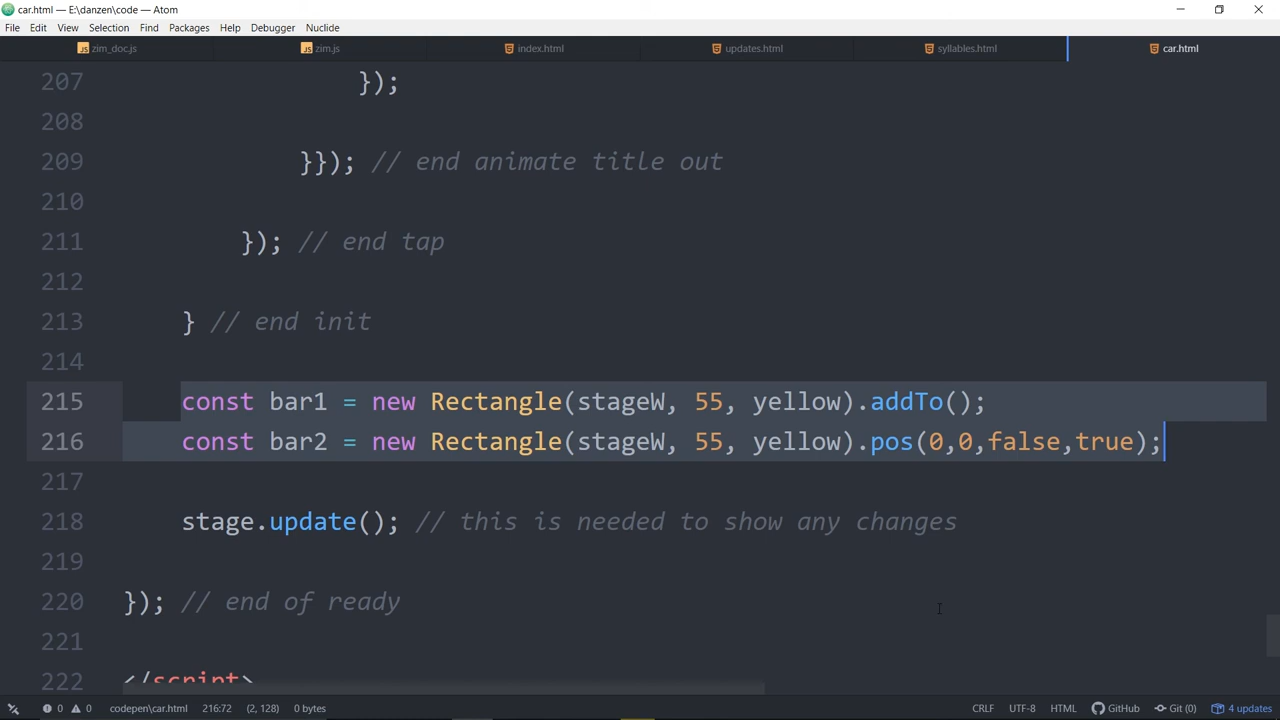 car.html — E:\danzen\code — Atom
File Edit View Selection Find Packages Help Debugger Nuclide
zim_doc.js zim.js index.html updates.html syllables.html car.html
207 });
208
209 }}); // end animate title out
210
211 }); // end tap
212
213 } // end init
214
215 const bar1 = new Rectangle(stageW, 55, yellow).addTo();
216 const bar2 = new Rectangle(stageW, 55, yellow).pos(0,0,false,true);
217
218 stage.update(); // this is needed to show any changes
219
220 }); // end of ready
221
222 </script>
0 0 codepen\car.html 216:72 (2, 128) 0 bytes CRLF UTF-8 HTML GitHub Git (0) 4 updates